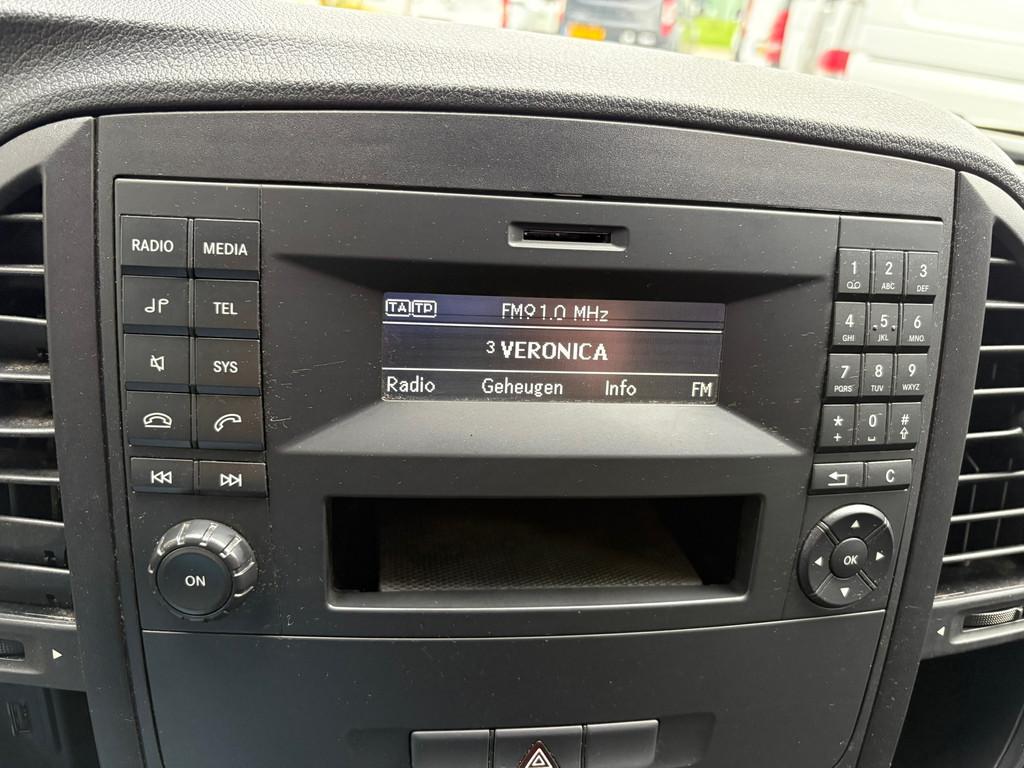 RADIO MEDIA
TEL
SYS
ON
TA TP FM91.0 MHz
3 VERONICA
Radio Geheugen Info FM
1 2 ABC 3 DEF
4 GHI 5 JKL 6 MNO
7 PQRS 8 TUV 9 WXYZ
* + 0 #
C
OK